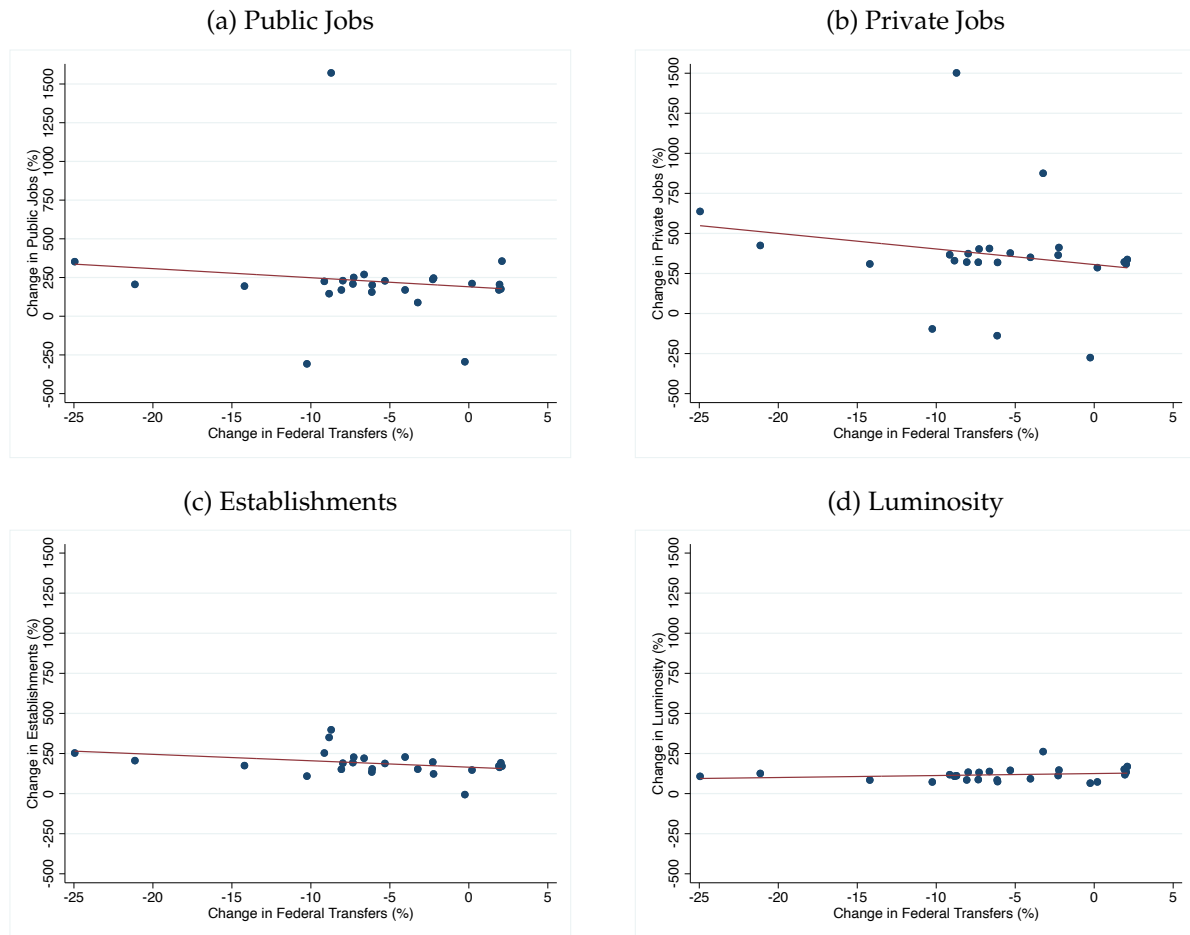 (a) Public Jobs
Change in Public Jobs (%)
1500
1250
1000
750
500
250
0
-250
-500
-25 -20 -15 -10 -5 0 5
Change in Federal Transfers (%)
(b) Private Jobs
Change in Private Jobs (%)
1500
1250
1000
750
500
250
0
-250
-500
-25 -20 -15 -10 -5 0 5
Change in Federal Transfers (%)
(c) Establishments
Change in Establishments (%)
1500
1250
1000
750
500
250
0
-250
-500
-25 -20 -15 -10 -5 0 5
Change in Federal Transfers (%)
(d) Luminosity
Change in Luminosity (%)
1500
1250
1000
750
500
250
0
-250
-500
-25 -20 -15 -10 -5 0 5
Change in Federal Transfers (%)